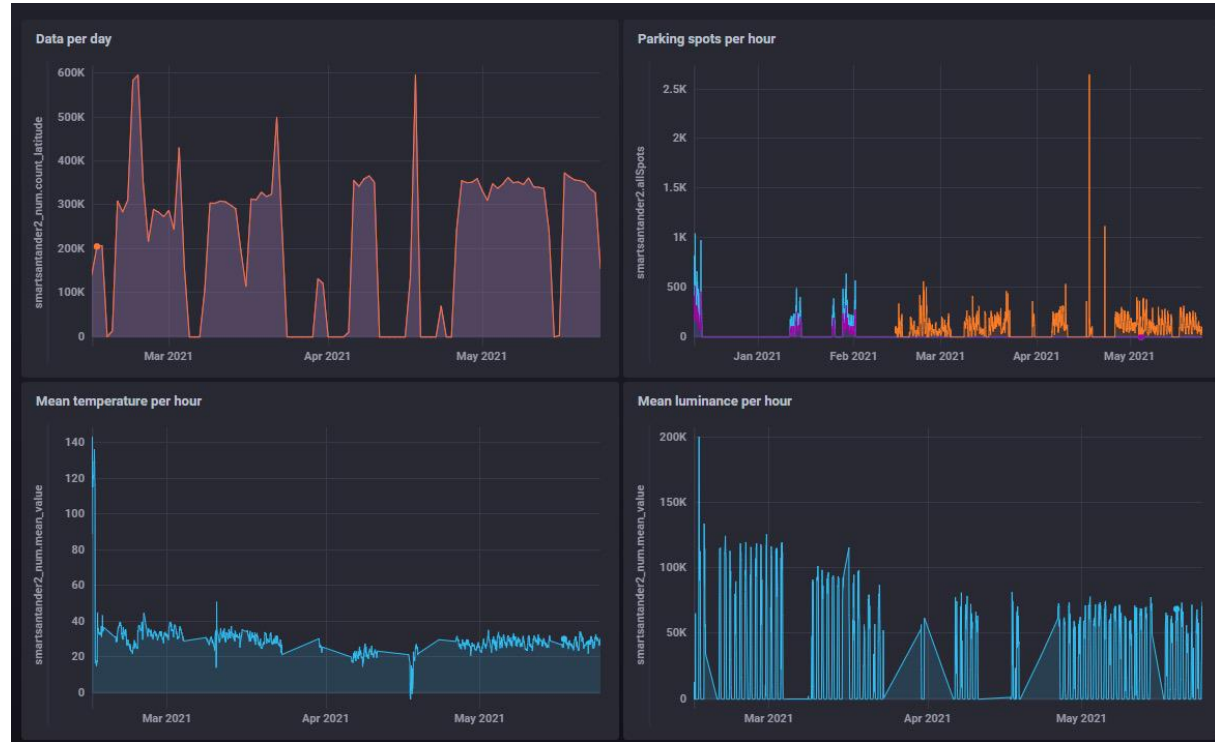 Data per day
600K
500K
400K
300K
200K
100K
0
smartsantander2_num.count_latitude
Mar 2021 Apr 2021 May 2021
Parking spots per hour
2.5K
2K
1.5K
1K
500
0
smartsantander2.allSpots
Jan 2021 Feb 2021 Mar 2021 Apr 2021 May 2021
Mean temperature per hour
140
120
100
80
60
40
20
0
smartsantander2_num.mean_value
Mar 2021 Apr 2021 May 2021
Mean luminance per hour
200K
150K
100K
50K
0
smartsantander2_num.mean_value
Mar 2021 Apr 2021 May 2021